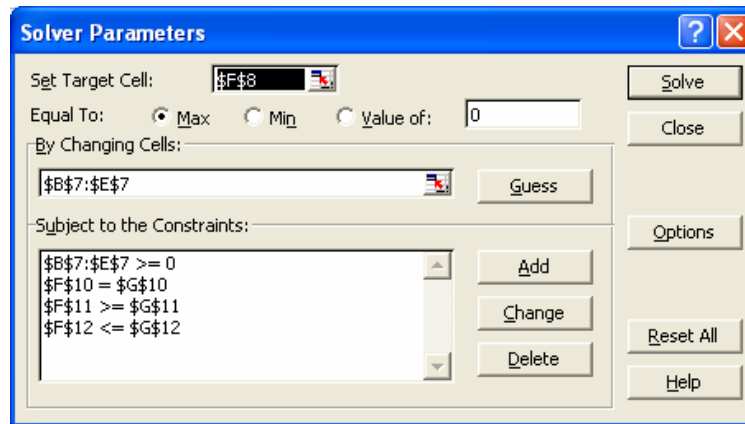 Solver Parameters
Set Target Cell: $F$8 Solve
Equal To: Max Min Value of: 0 Close
By Changing Cells:
$B$7:$E$7 Guess
Subject to the Constraints: Options
$B$7:$E$7 >= 0 Add
$F$10 = $G$10
$F$11 >= $G$11 Change
$F$12 <= $G$12
Reset All
Delete
Help